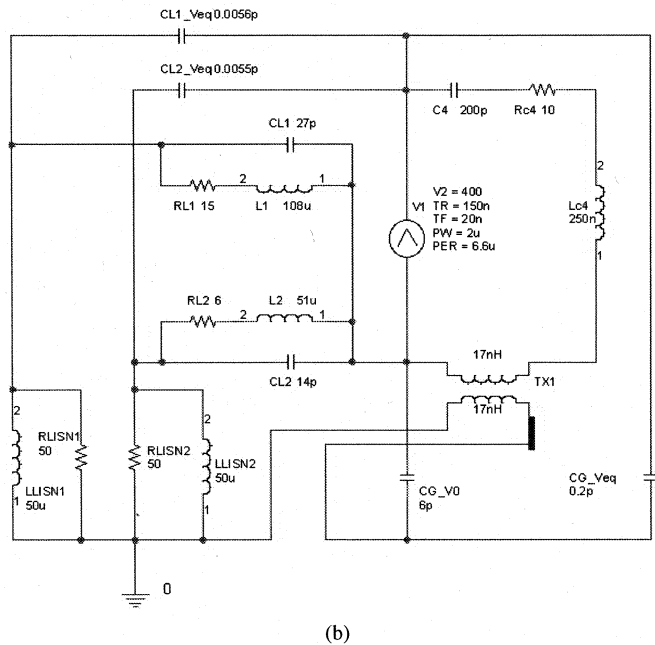 CL1_Veq 0.0056p
CL2_Veq 0.0055p
C4 200p
Rc4 10
CL1 27p
2
2
1
RL1 15
L1 108u
V1
V2 = 400
TR = 150n
TF = 20n
PW = 2u
PER = 6.6u
Lc4
250n
1
RL2 6
L2 51u
2
1
CL2 14p
17nH
TX1
17nH
2
RLISN1
50
LLISN1
50u
1
RLISN2
50
2
LLISN2
50u
1
CG_V0
6p
CG_Veq
0.2p
0
(b)